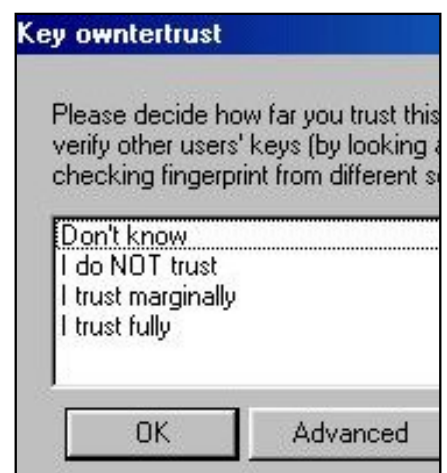 Key owntertrust
Please decide how far you trust this
verify other users' keys (by looking
checking fingerprint from different
Don't know
I do NOT trust
I trust marginally
I trust fully
OK
Advanced